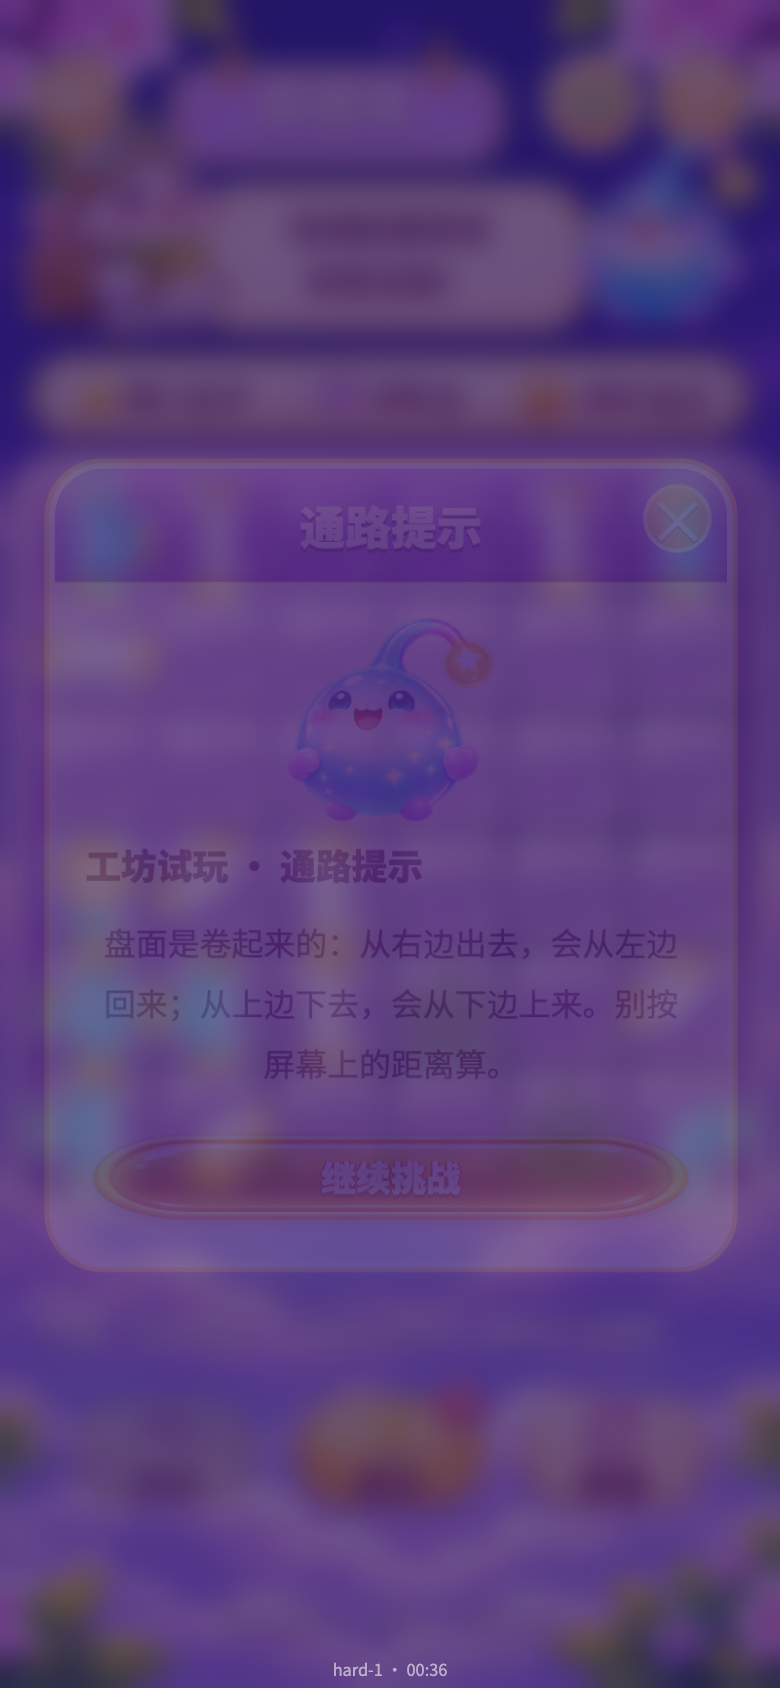 通路提示
工坊试玩 · 通路提示
盘面是卷起来的：从右边出去，会从左边
回来；从上边下去，会从下边上来。别按
屏幕上的距离算。
继续挑战
hard-1 · 00:36